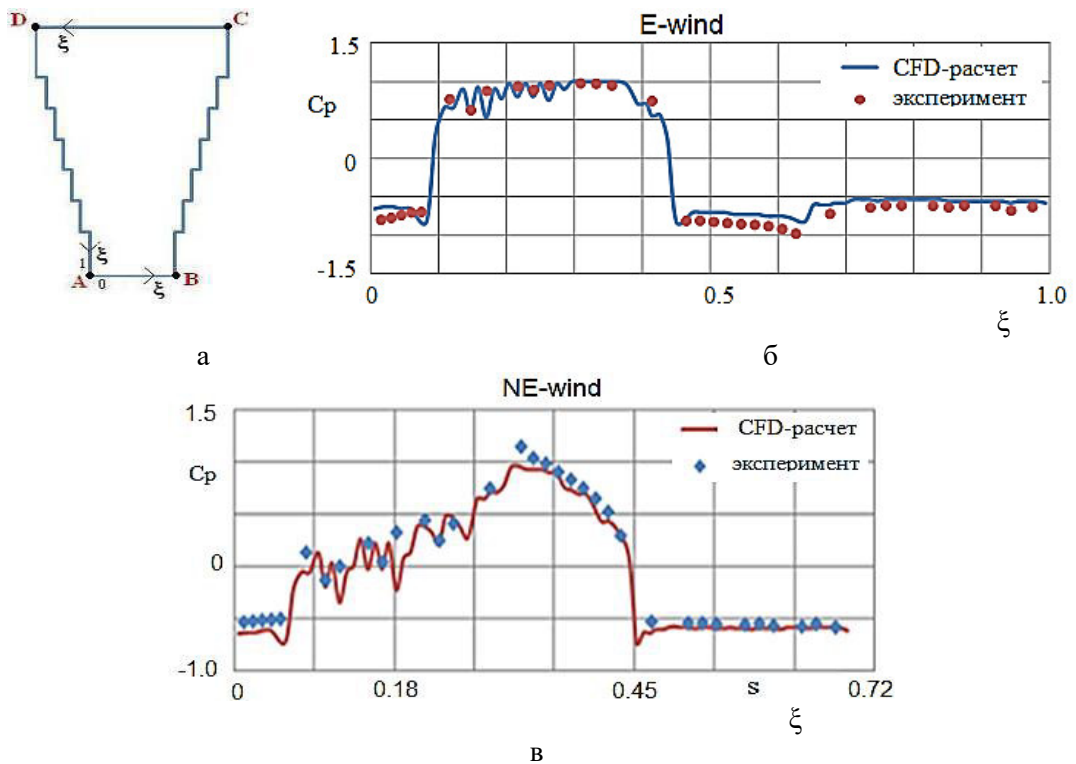 D
C
ξ
ξ
1
A
0
ξ
B
а
E-wind
1.5
CFD-расчет
эксперимент
Cp
0
-1.5
0
0.5
1.0
ξ
б
NE-wind
1.5
CFD-расчет
эксперимент
Cp
0
-1.0
0
0.18
0.45
s
0.72
ξ
в